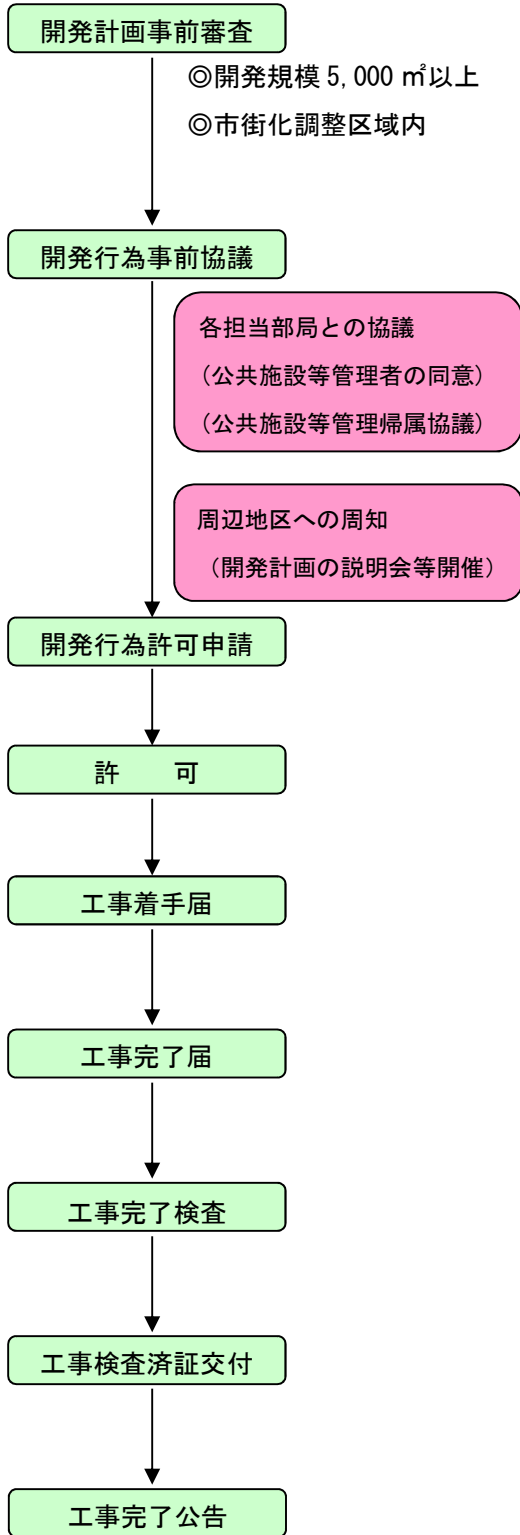 開発計画事前審査
◎開発規模 5,000 ㎡以上
◎市街化調整区域内
開発行為事前協議
各担当部局との協議
（公共施設等管理者の同意）
（公共施設等管理帰属協議）
周辺地区への周知
（開発計画の説明会等開催）
開発行為許可申請
許　　可
工事着手届
工事完了届
工事完了検査
工事検査済証交付
工事完了公告